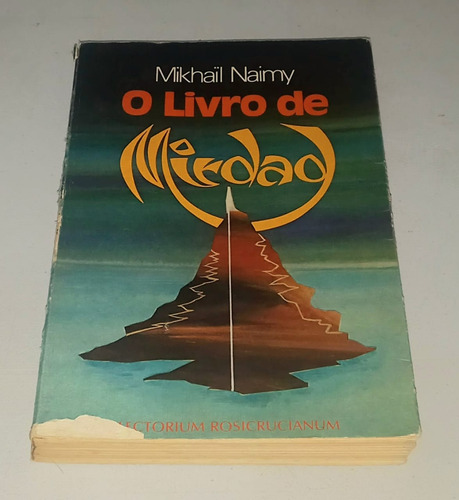 Mikhaïl Naimy
O Livro de
Mirdad
LECTORIUM ROSICRUCIANUM